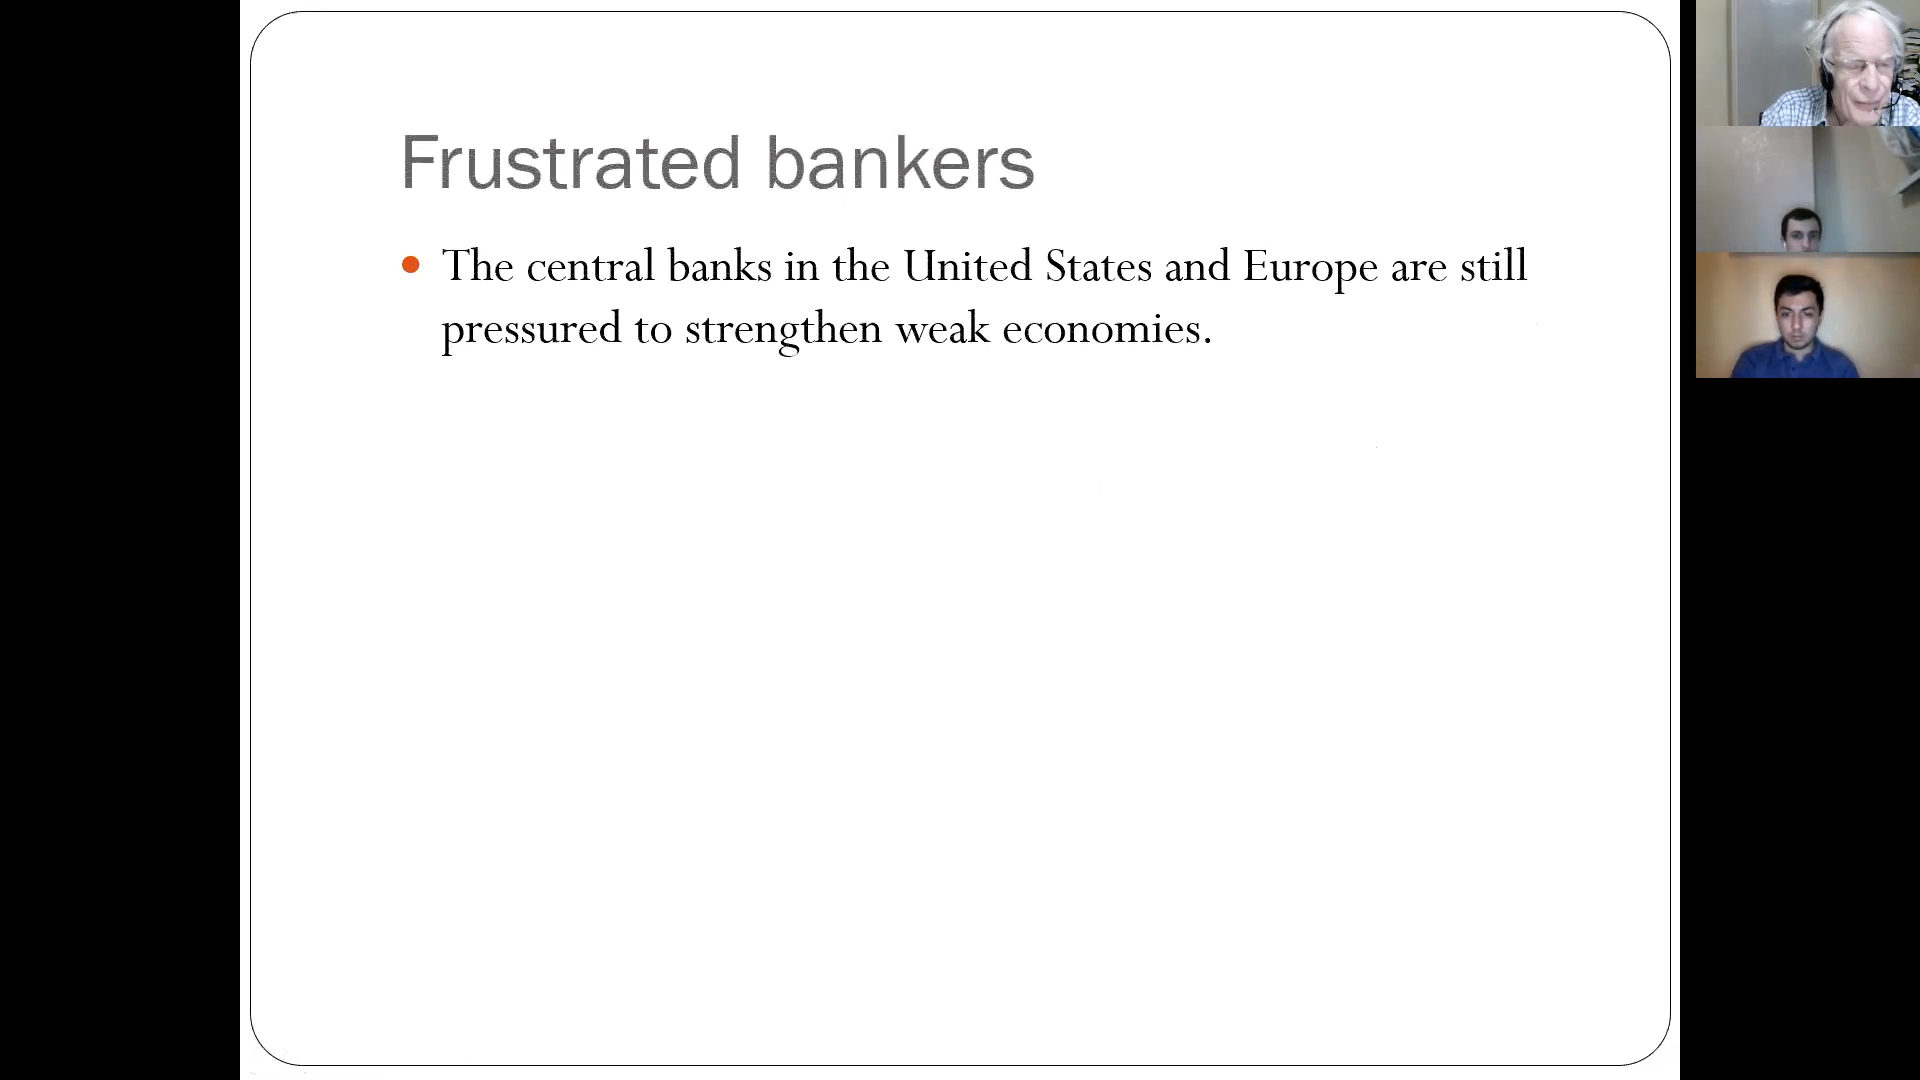 Frustrated bankers
The central banks in the United States and Europe are still
pressured to strengthen weak economies.